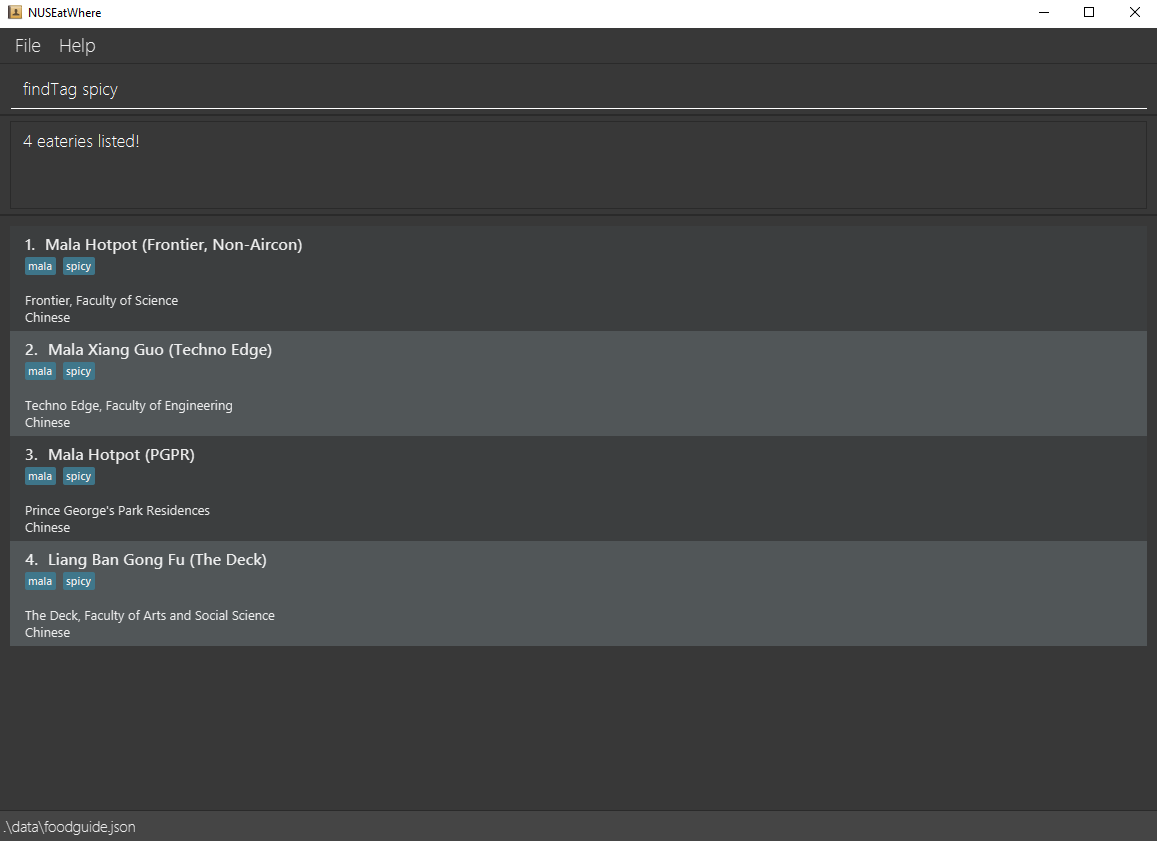 NUSEatWhere
File Help
findTag spicy
4 eateries listed!
1. Mala Hotpot (Frontier, Non-Aircon)
mala spicy
Frontier, Faculty of Science
Chinese
2. Mala Xiang Guo (Techno Edge)
mala spicy
Techno Edge, Faculty of Engineering
Chinese
3. Mala Hotpot (PGPR)
mala spicy
Prince George's Park Residences
Chinese
4. Liang Ban Gong Fu (The Deck)
mala spicy
The Deck, Faculty of Arts and Social Science
Chinese
.\data\foodguide.json